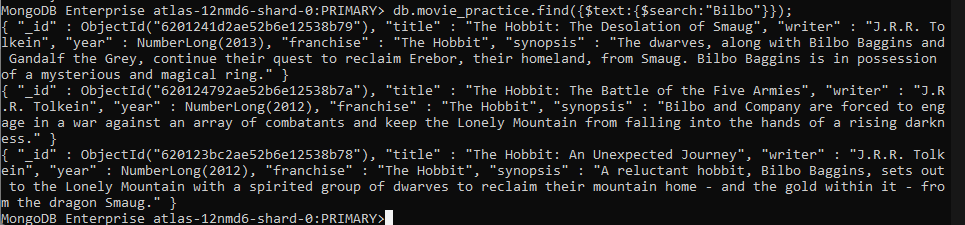 MongoDB Enterprise atlas-12nmd6-shard-0:PRIMARY> db.movie_practice.find({$text:{$search:"Bilbo"}});
{ "_id" : ObjectId("6201241d2ae52b6e12538b79"), "title" : "The Hobbit: The Desolation of Smaug", "writer" : "J.R.R. To
lkein", "year" : NumberLong(2013), "franchise" : "The Hobbit", "synopsis" : "The dwarves, along with Bilbo Baggins and
 Gandalf the Grey, continue their quest to reclaim Erebor, their homeland, from Smaug. Bilbo Baggins is in possession
of a mysterious and magical ring." }
{ "_id" : ObjectId("620124792ae52b6e12538b7a"), "title" : "The Hobbit: The Battle of the Five Armies", "writer" : "J.R
.R. Tolkein", "year" : NumberLong(2012), "franchise" : "The Hobbit", "synopsis" : "Bilbo and Company are forced to eng
age in a war against an array of combatants and keep the Lonely Mountain from falling into the hands of a rising darkn
ess." }
{ "_id" : ObjectId("620123bc2ae52b6e12538b78"), "title" : "The Hobbit: An Unexpected Journey", "writer" : "J.R.R. Tolk
ein", "year" : NumberLong(2012), "franchise" : "The Hobbit", "synopsis" : "A reluctant hobbit, Bilbo Baggins, sets out
 to the Lonely Mountain with a spirited group of dwarves to reclaim their mountain home - and the gold within it - fro
m the dragon Smaug." }
MongoDB Enterprise atlas-12nmd6-shard-0:PRIMARY>